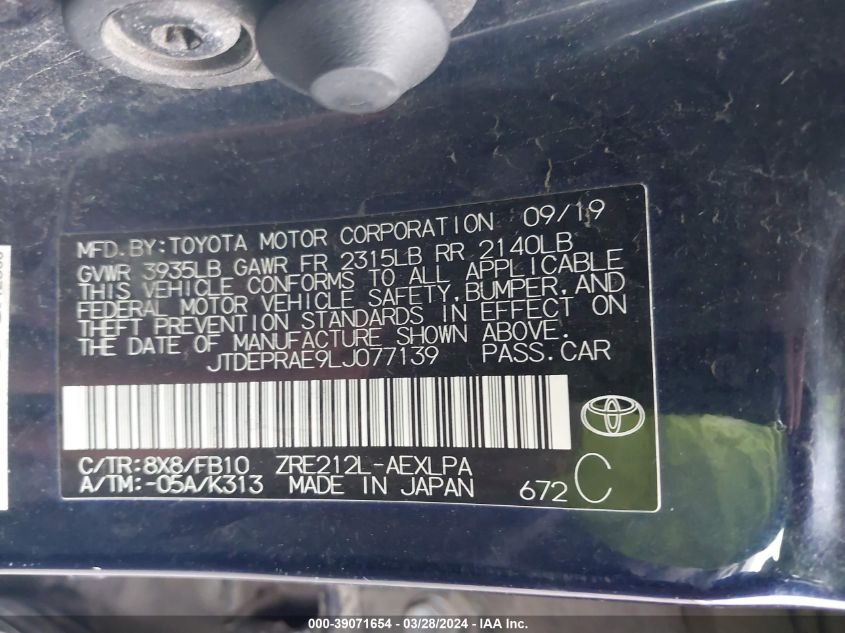 MFD.BY:TOYOTA MOTOR CORPORATION 09/19
GVWR 3935LB GAWR FR 2315LB RR 2140LB
THIS VEHICLE CONFORMS TO ALL APPLICABLE
FEDERAL MOTOR VEHICLE SAFETY,BUMPER,AND
THEFT PREVENTION STANDARDS IN EFFECT ON
THE DATE OF MANUFACTURE SHOWN ABOVE.
JTDEPRAE9LJ077139 PASS.CAR
C/TR:8X8/FB10 ZRE212L-AEXLPA
A/TM:-05A/K313 MADE IN JAPAN 672 C
000-39071654 - 03/28/2024 - IAA Inc.